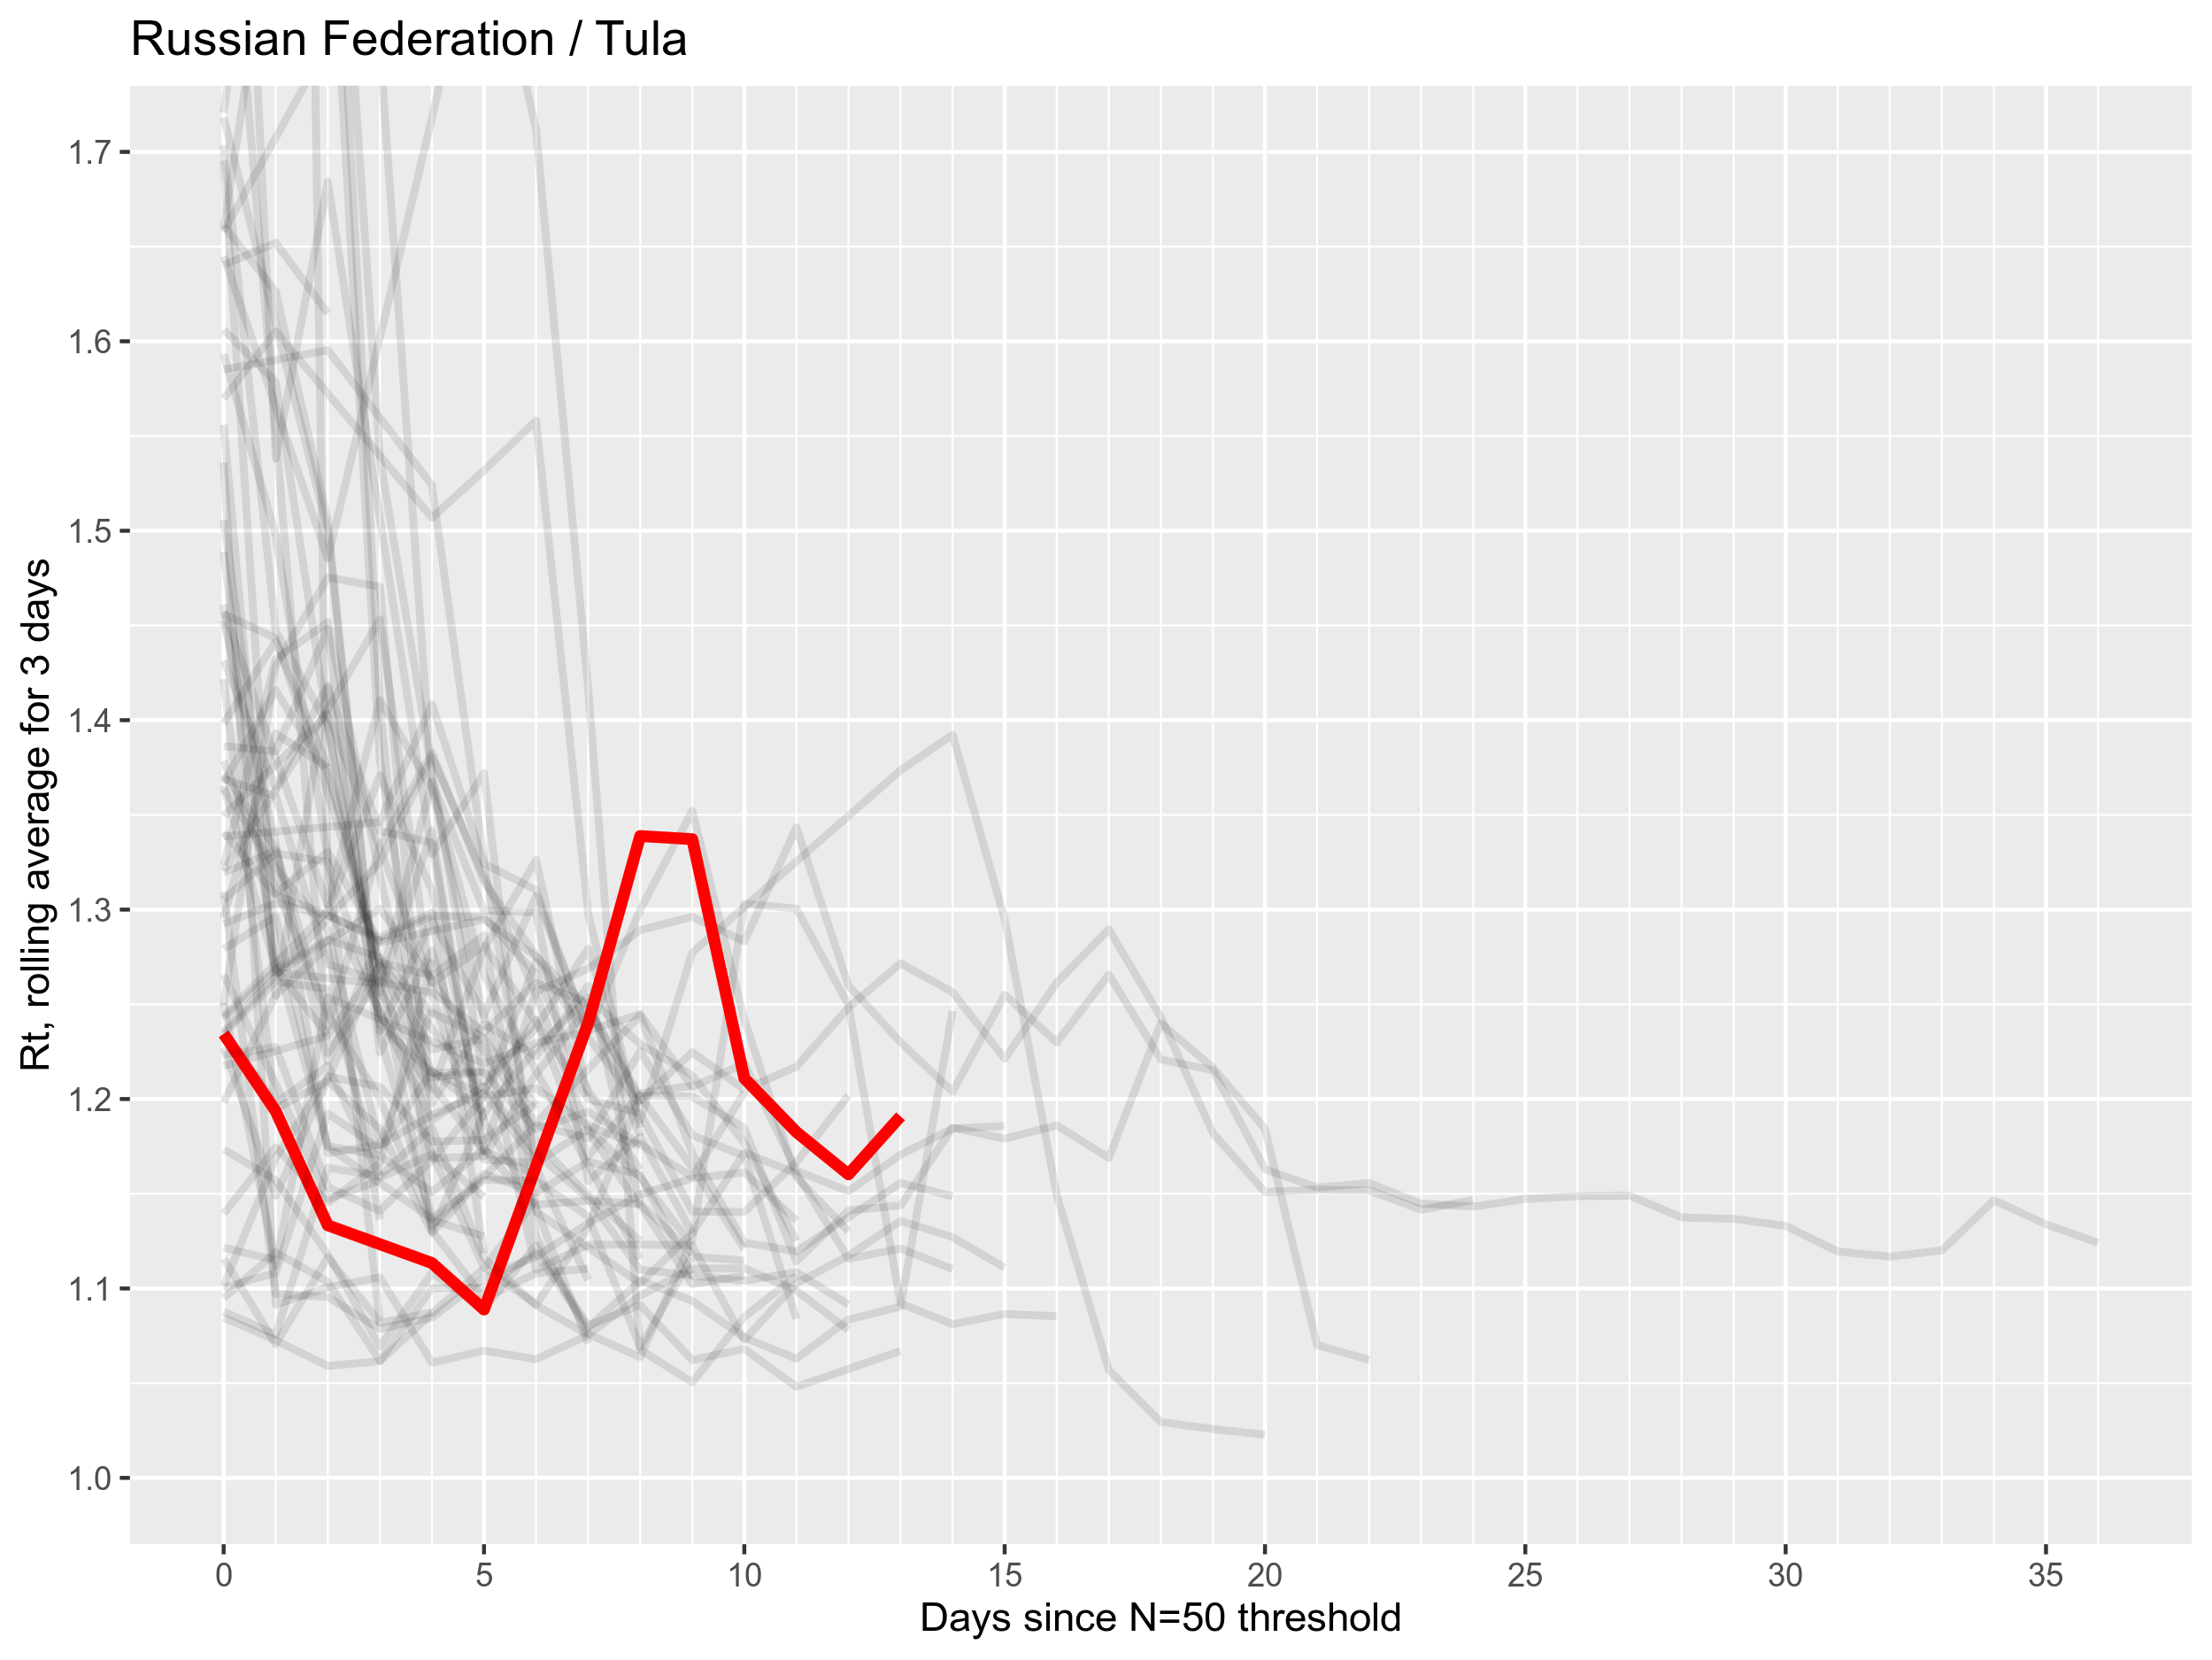 Russian Federation / Tula
Rt, rolling average for 3 days
1.7
1.6
1.5
1.4
1.3
1.2
1.1
1.0
0 5 10 15 20 25 30 35
Days since N=50 threshold